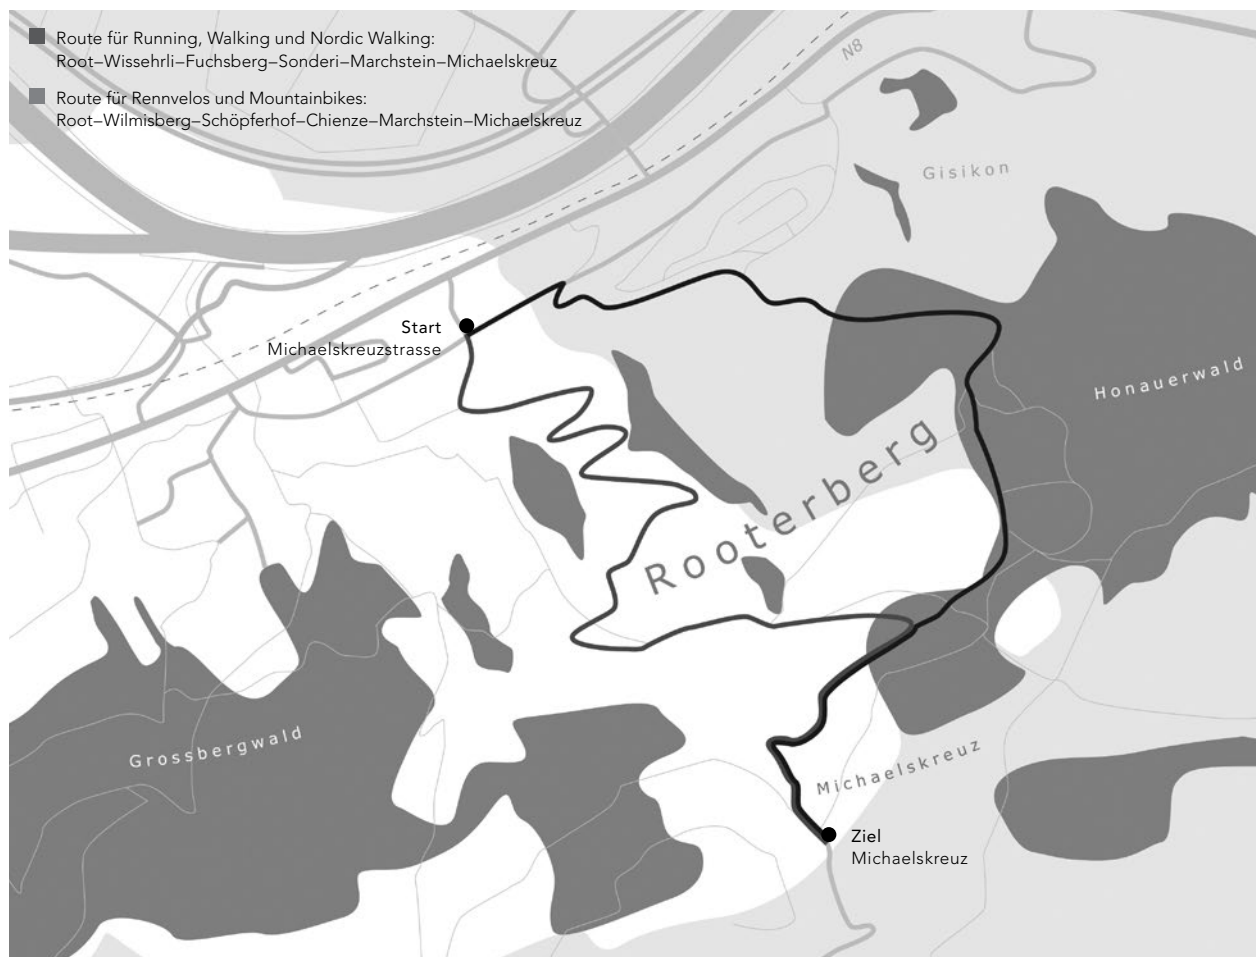 Route für Running, Walking und Nordic Walking:
Root–Wissehrli–Fuchsberg–Sonderi–Marchstein–Michaelskreuz
Route für Rennvelos und Mountainbikes:
Root–Wilmisberg–Schöpferhof–Chienze–Marchstein–Michaelskreuz
N8
Gisikon
Start
Michaelskreuzstrasse
Honauerwald
Rooterberg
Grossbergwald
Michaelskreuz
Ziel
Michaelskreuz